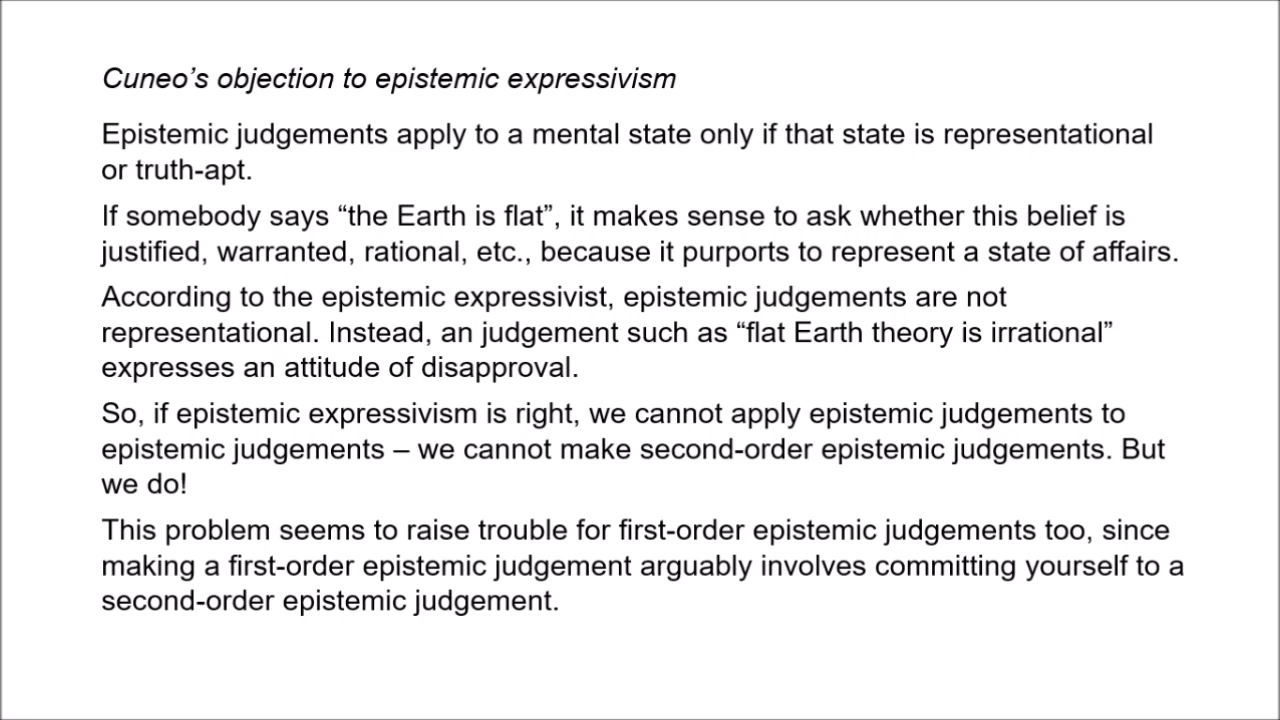 Cuneo’s objection to epistemic expressivism
Epistemic judgements apply to a mental state only if that state is representational
or truth-apt.
If somebody says “the Earth is flat”, it makes sense to ask whether this belief is
justified, warranted, rational, etc., because it purports to represent a state of affairs.
According to the epistemic expressivist, epistemic judgements are not
representational. Instead, an judgement such as “flat Earth theory is irrational”
expresses an attitude of disapproval.
So, if epistemic expressivism is right, we cannot apply epistemic judgements to
epistemic judgements – we cannot make second-order epistemic judgements. But
we do!
This problem seems to raise trouble for first-order epistemic judgements too, since
making a first-order epistemic judgement arguably involves committing yourself to a
second-order epistemic judgement.